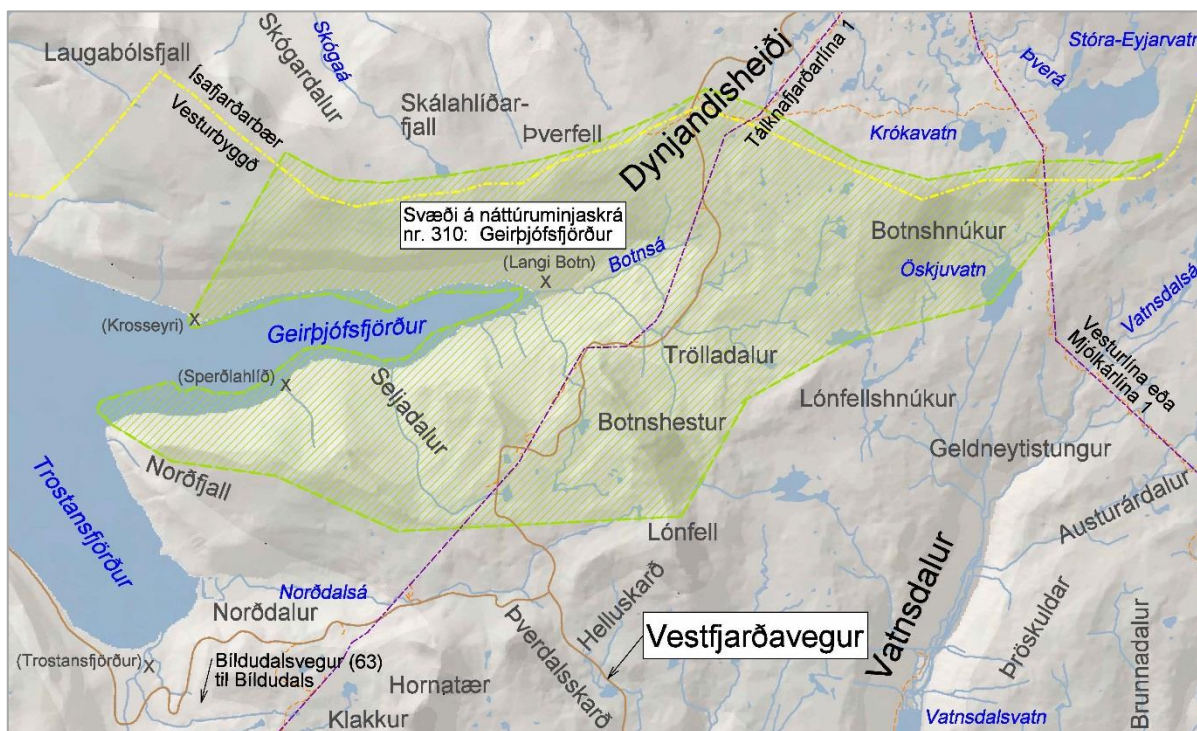 Laugabólsfjall
Skógardalur
Skógaá
Ísafjarðarbær
Vesturbyggð
Skálahlíðar-
fjall
Þverfell
Dynjandisheiði
Tálknafjarðarlína 1
Stóra-Eyjarvatn
Þverá
Krókavatn
Svæði á náttúruminjaskrá
nr. 310: Geirþjófsfjörður
(Langi Botn)
Botnsá
Botnshnúkur
Öskjuvatn
Vatnsdalsá
(Krosseyri)
Geirþjófsfjörður
Vesturlína eða
Mjólkárlína 1
(Sperðlahlíð)
Seljadalur
Trölladalur
Botnshestur
Lónfellshnúkur
Geldneytistungur
Norðfjall
Austurárdalur
Trostansfjörður
Lónfell
Norðdalsá
Norðdalur
Helluskarð
Þverdalsskarð
Vestfjarðavegur
Vatnsdalur
Þröskuldar
Brunnadalur
(Trostansfjörður)
Bíldudalsvegur (63)
til Bíldudals
Hornatær
Klakkur
Vatnsdalsvatn